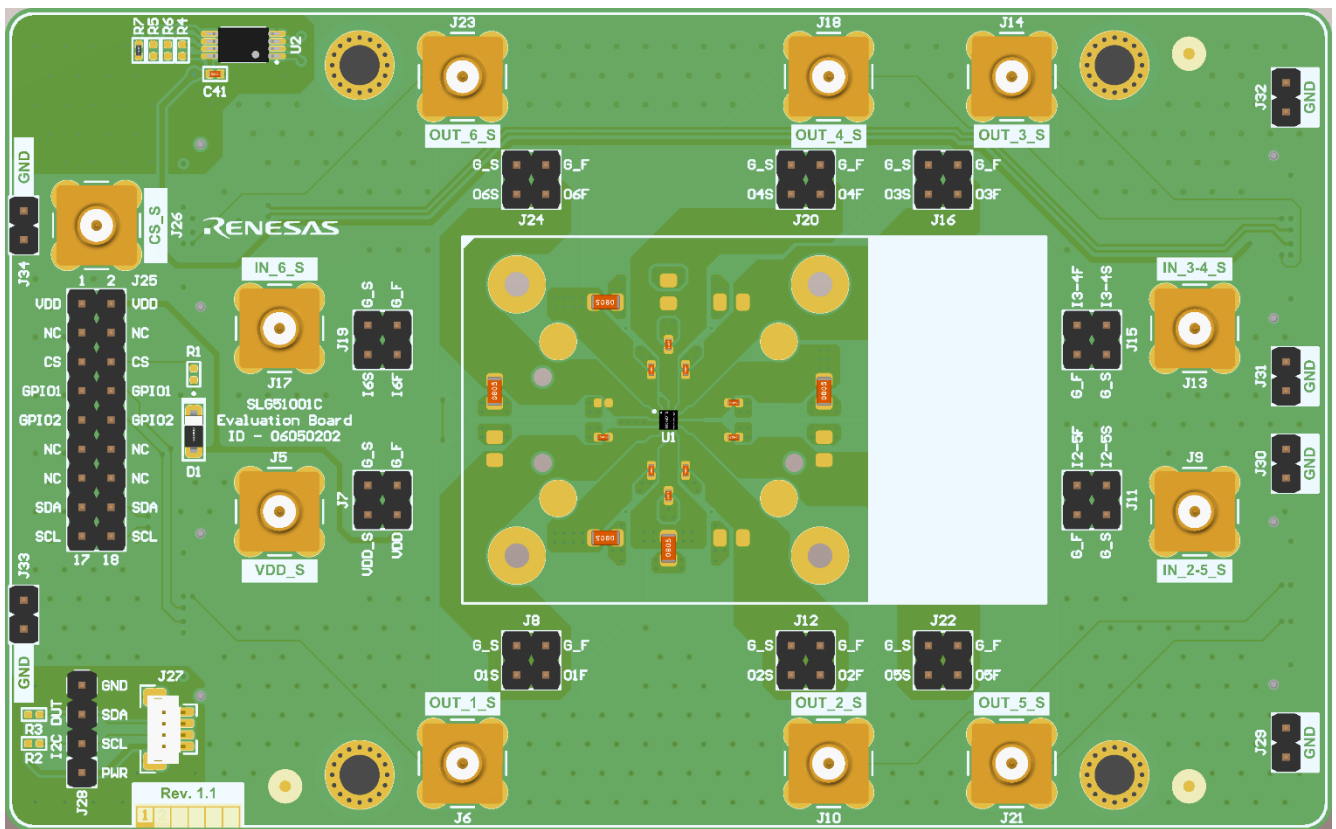 J23
J18
J14
R7 R5 R6 R4
U2
C41
OUT_6_S
OUT_4_S
OUT_3_S
J32
GND
GND
J34
CS_S
J26
RENESAS
G_S G_F
O6S O6F
J24
G_S G_F
O4S O4F
J20
G_S G_F
O3S O3F
J16
1 2 J25
VDD VDD
NC NC
CS CS
GPIO1 GPIO1
GPIO2 GPIO2
NC NC
NC NC
SDA SDA
SCL SCL
17 18
IN_6_S
J17
G_S G_F
J19
I6S I6F
R1
SLG51001C
Evaluation Board
ID - 06050202
D1
J5
VDD_S
G_S G_F
J7
VDD_S VDD
0805
0805
0805
0805
0805
0805
U1
I3-4F I3-4S
J15
G_F G_S
IN_3-4_S
J13
J31
GND
I2-5F I2-5S
J11
G_F G_S
J9
IN_2-5_S
J30
GND
J33
GND
J8
G_S G_F
O1S O1F
J12
G_S G_F
O2S O2F
J22
G_S G_F
O5S O5F
J27
GND
SDA
SCL
PWR
I2C DUT
R3
R2
J28
OUT_1_S
J6
OUT_2_S
J10
OUT_5_S
J21
J29
GND
Rev. 1.1
1 2